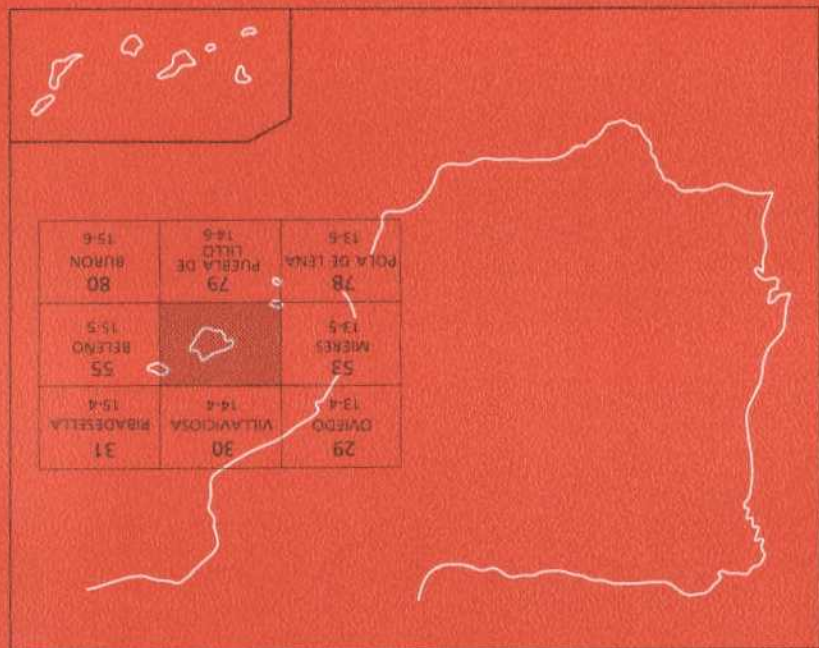 29
OVIEDO
13-4
30
VILLAVICIOSA
14-4
31
RIBADESELLA
15-4
53
MIERES
13-5
55
BELEÑO
15-5
78
POLA DE LENA
13-6
79
PUEBLA DE
LILLO
14-6
80
BURON
15-6